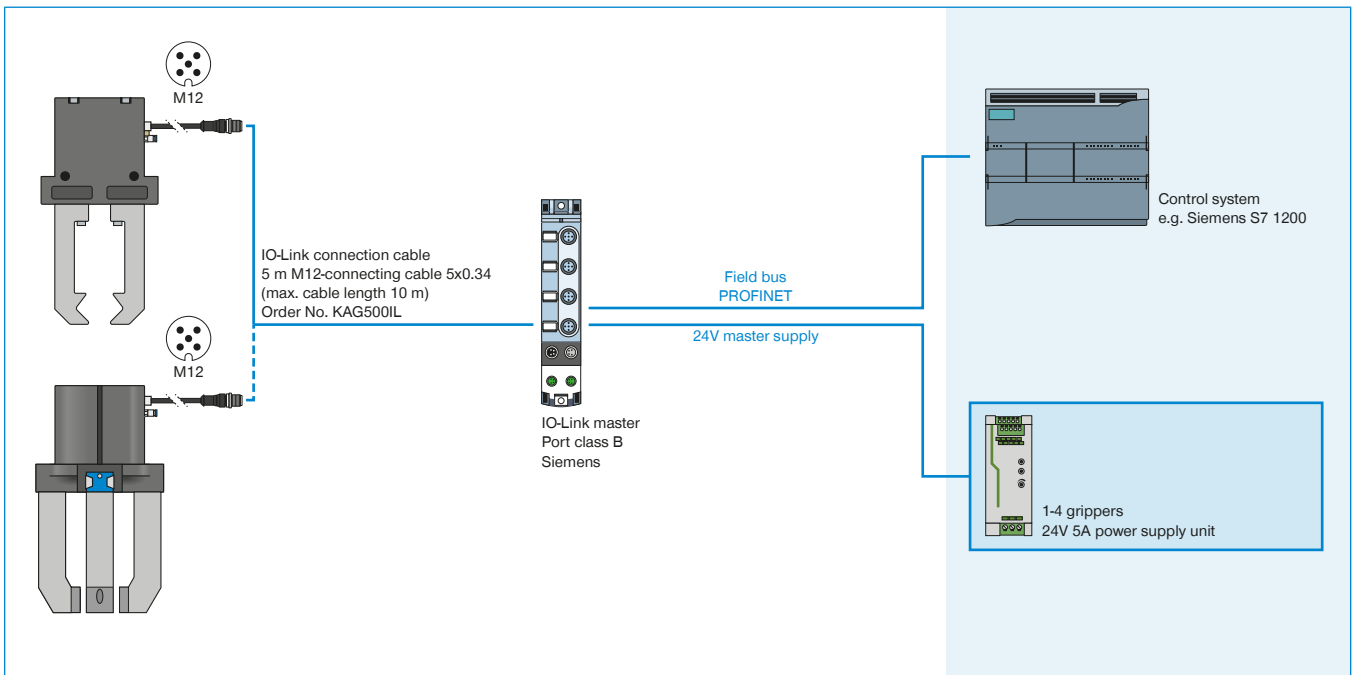 M12
IO-Link connection cable
5 m M12-connecting cable 5x0.34
(max. cable length 10 m)
Order No. KAG500IL
M12
IO-Link master
Port class B
Siemens
Field bus
PROFINET
24V master supply
Control system
e.g. Siemens S7 1200
1-4 grippers
24V 5A power supply unit